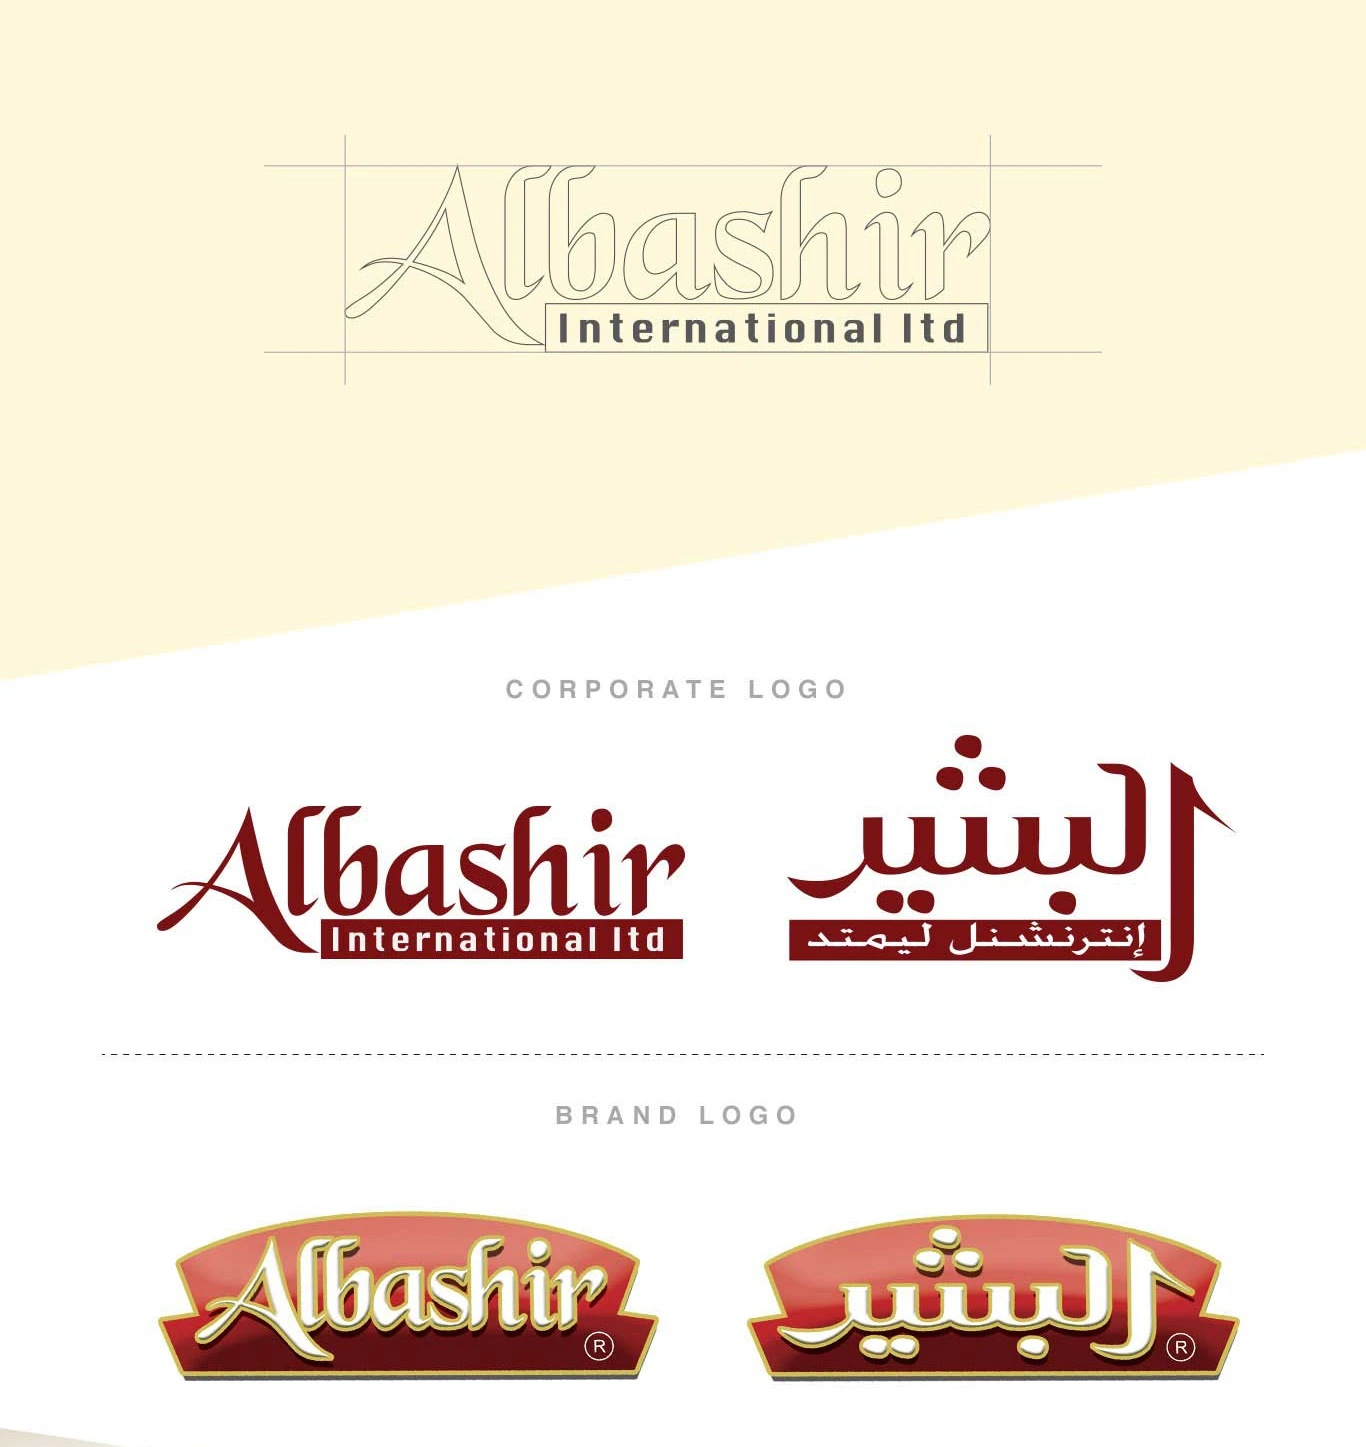 Albashir
International ltd
CORPORATE LOGO
Albashir
International ltd
البشير
إنترنشنل ليمتد
BRAND LOGO
Albashir
®
البشير
®